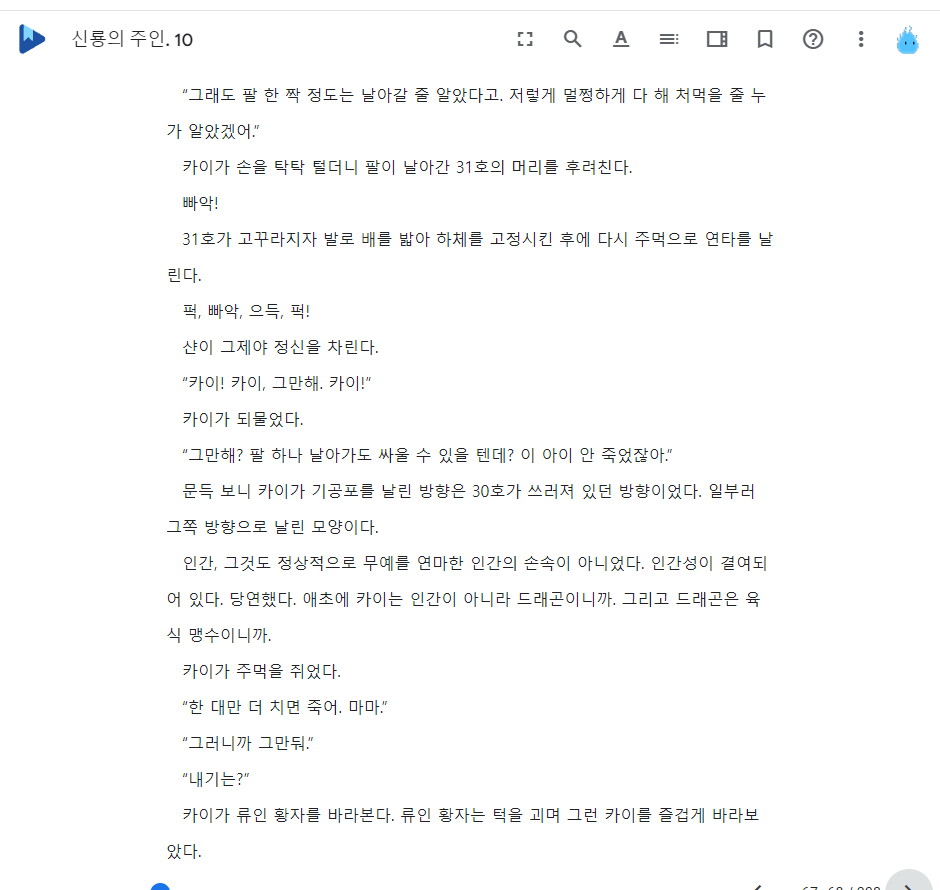 신룡의 주인. 10
“그래도 팔 한 짝 정도는 날아갈 줄 알았다고. 저렇게 멀쩡하게 다 해 처먹을 줄 누
가 알았겠어.”
카이가 손을 탁탁 털더니 팔이 날아간 31호의 머리를 후려친다.
빠악!
31호가 고꾸라지자 발로 배를 밟아 하체를 고정시킨 후에 다시 주먹으로 연타를 날
린다.
퍽, 빠악, 으득, 퍽!
샨이 그제야 정신을 차린다.
“카이! 카이, 그만해. 카이!”
카이가 되물었다.
“그만해? 팔 하나 날아가도 싸울 수 있을 텐데? 이 아이 안 죽었잖아.”
문득 보니 카이가 기공포를 날린 방향은 30호가 쓰러져 있던 방향이었다. 일부러
그쪽 방향으로 날린 모양이다.
인간, 그것도 정상적으로 무예를 연마한 인간의 손속이 아니었다. 인간성이 결여되
어 있다. 당연했다. 애초에 카이는 인간이 아니라 드래곤이니까. 그리고 드래곤은 육
식 맹수이니까.
카이가 주먹을 쥐었다.
“한 대만 더 치면 죽어. 마마.”
“그러니까 그만둬.”
“내기는?”
카이가 류인 황자를 바라본다. 류인 황자는 턱을 괴며 그런 카이를 즐겁게 바라보
았다.